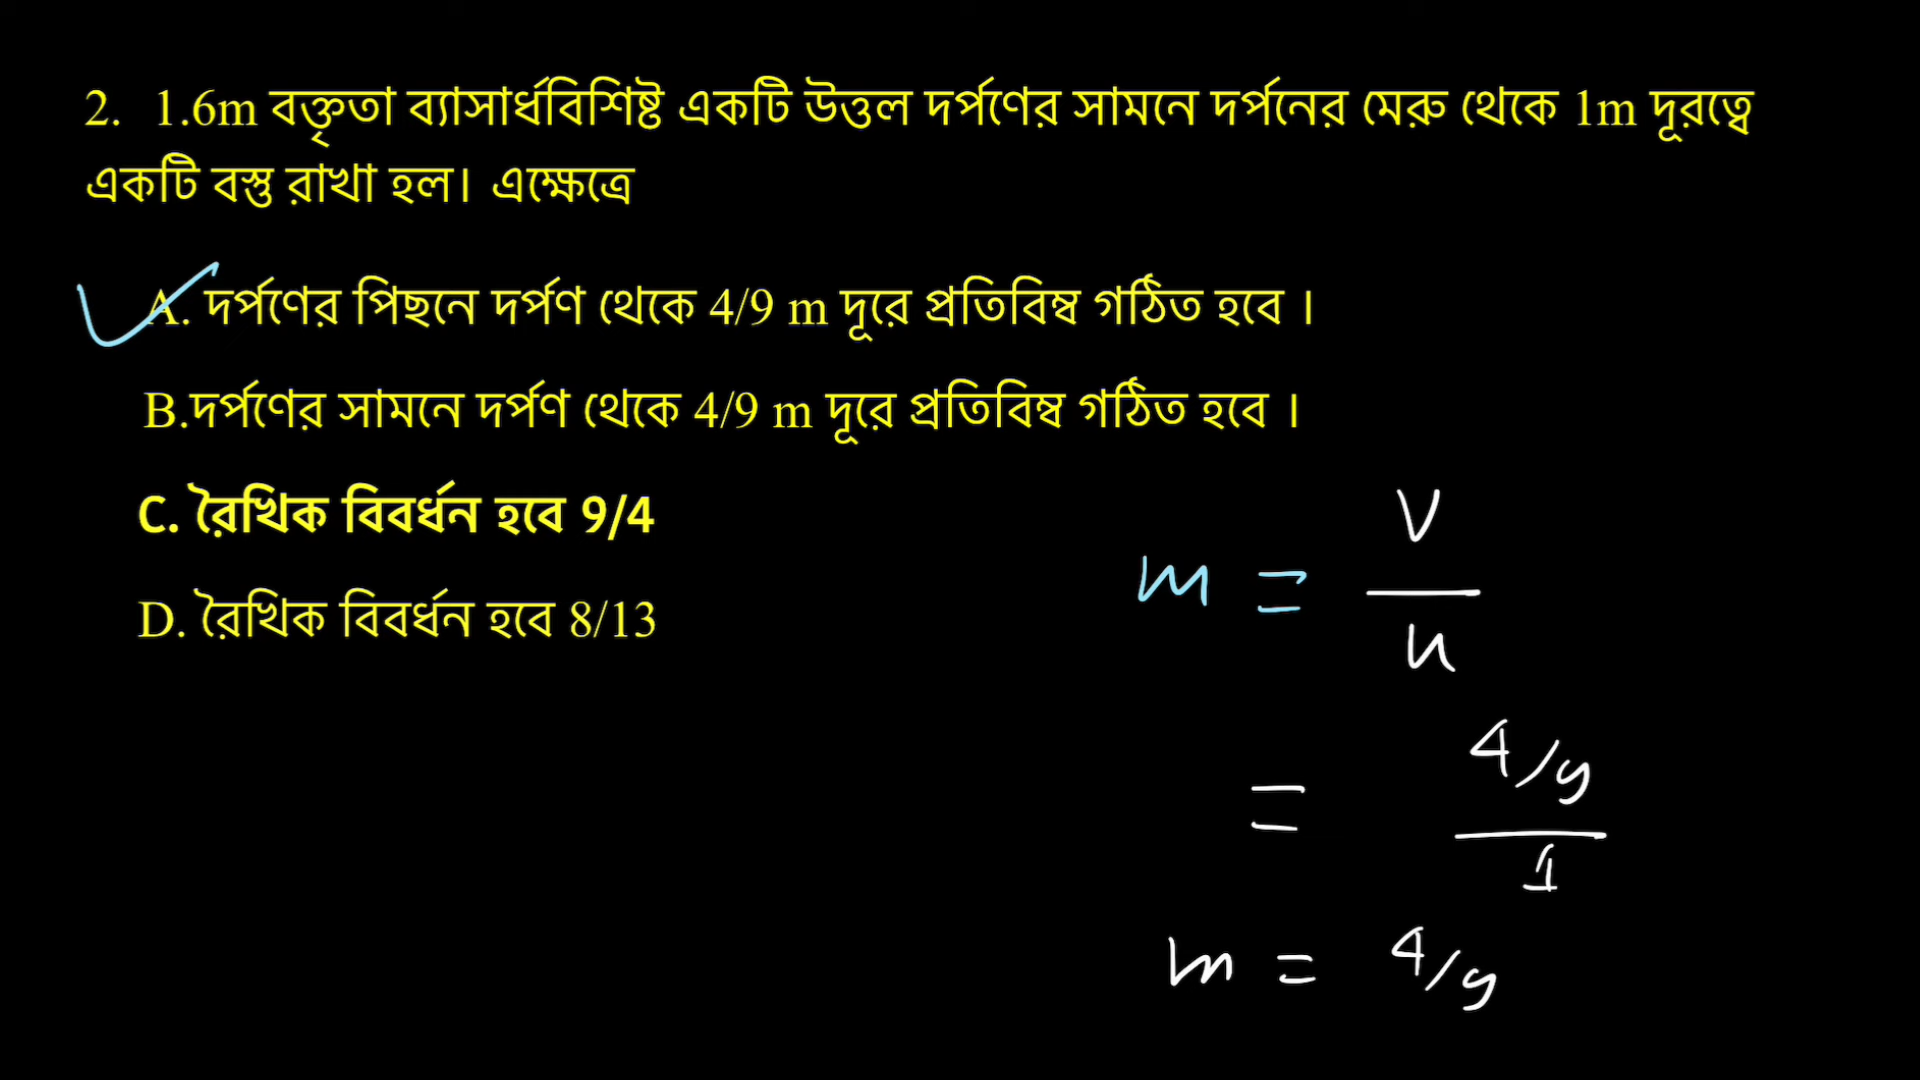 2. 1.6m বক্তৃতা ব্যাসার্ধবিশিষ্ট একটি উত্তল দর্পণের সামনে দর্পনের মেরু থেকে 1m দূরত্বে
একটি বস্তু রাখা হল। এক্ষেত্রে
A. দর্পণের পিছনে দর্পণ থেকে 4/9 m দূরে প্রতিবিম্ব গঠিত হবে ।
B.দর্পণের সামনে দর্পণ থেকে 4/9 m দূরে প্রতিবিম্ব গঠিত হবে ।
C. রৈখিক বিবর্ধন হবে 9/4
D. রৈখিক বিবর্ধন হবে 8/13
m = v/u
= 4/9/1
m = 4/9